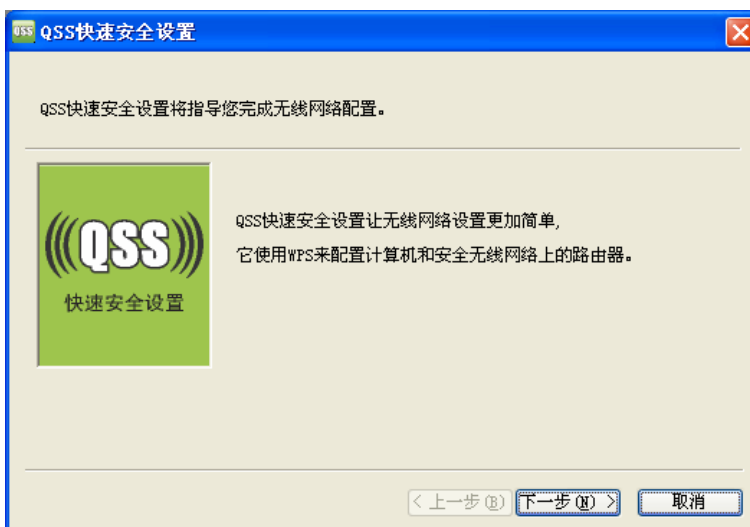 QSS QSS快速安全设置
QSS快速安全设置将指导您完成无线网络配置。
QSS快速安全设置让无线网络设置更加简单,
它使用WPS来配置计算机和安全无线网络上的路由器。
(((QSS)))
快速安全设置
< 上一步(B) 下一步(N) > 取消